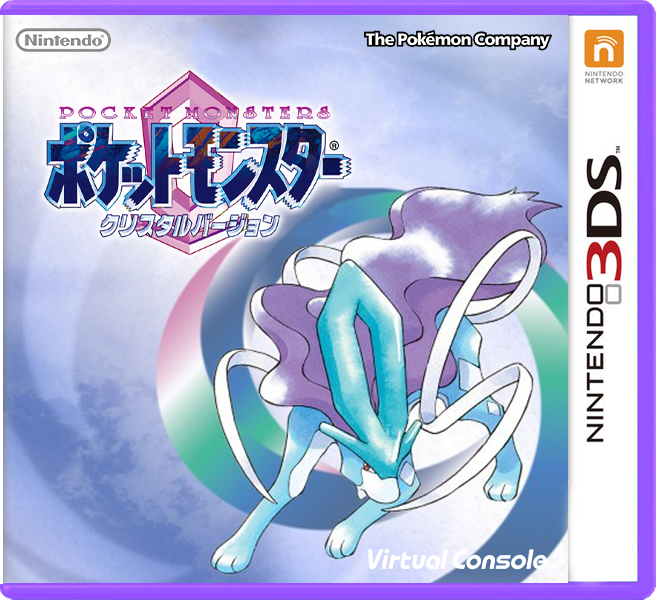 Nintendo®
The Pokémon Company
NINTENDO
NETWORK
POCKET MONSTERS
ポケットモンスター®
クリスタルバージョン
NINTENDO 3DS™
Virtual Console